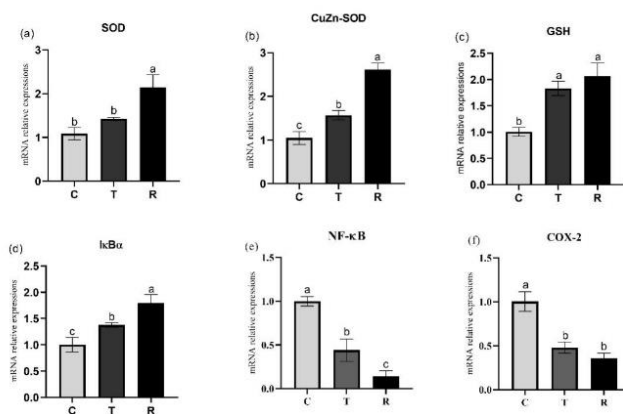 (a) SOD
mRNA relative expressions
3
2
1
0
b
b
a
C T R
(b) CuZn-SOD
mRNA relative expressions
3
2
1
0
c
b
a
C T R
(c) GSH
mRNA relative expressions
2.5
2.0
1.5
1.0
0.5
0.0
b
a
a
C T R
(d) IκBα
mRNA relative expressions
2.5
2.0
1.5
1.0
0.5
0.0
c
b
a
C T R
(e) NF-κB
mRNA relative expressions
1.5
1.0
0.5
0.0
a
b
c
C T R
(f) COX-2
mRNA relative expressions
1.5
1.0
0.5
0.0
a
b
b
C T R